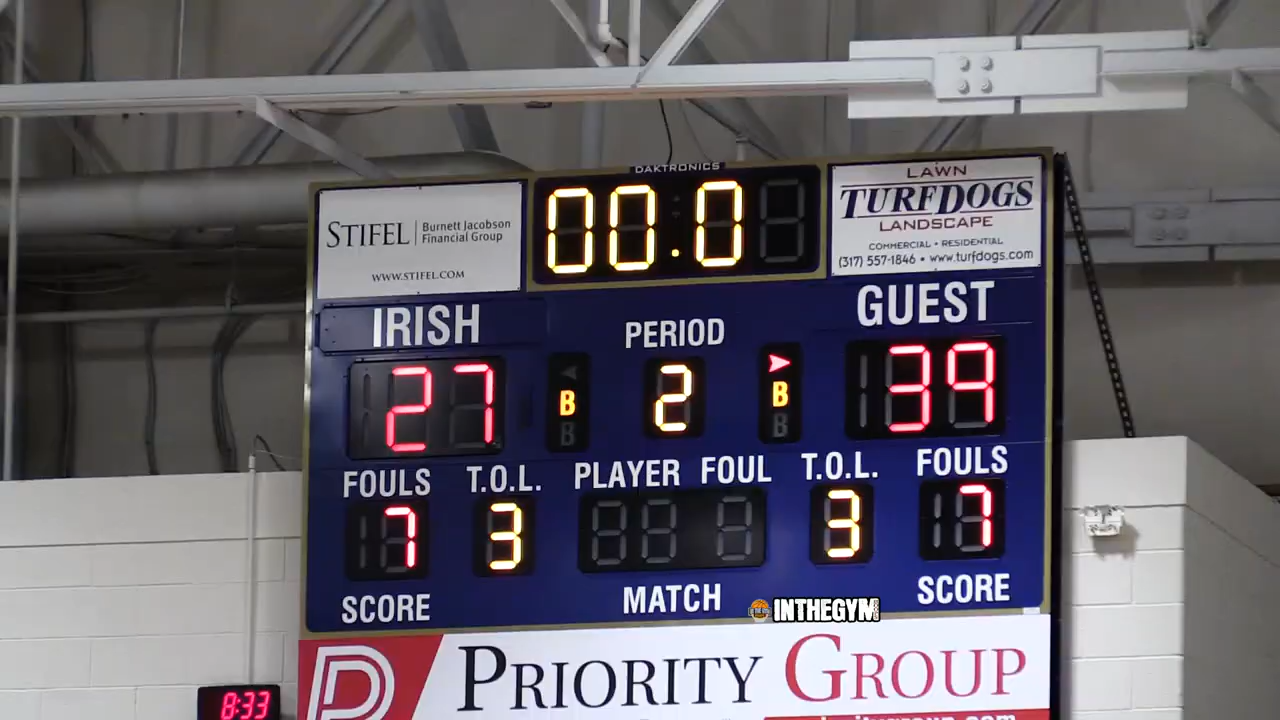 DAKTRONICS
STIFEL
Burnett Jacobson
Financial Group
WWW.STIFEL.COM
00.0
LAWN
TURFDOGS
LANDSCAPE
COMMERCIAL • RESIDENTIAL
(317) 557-1846 • www.turfdogs.com
IRISH
PERIOD
GUEST
27
B
B
2
B
B
39
FOULS
T.O.L.
PLAYER
FOUL
T.O.L.
FOULS
7
3
3
7
SCORE
MATCH
SCORE
INTHEGYM
PRIORITY GROUP
8:33